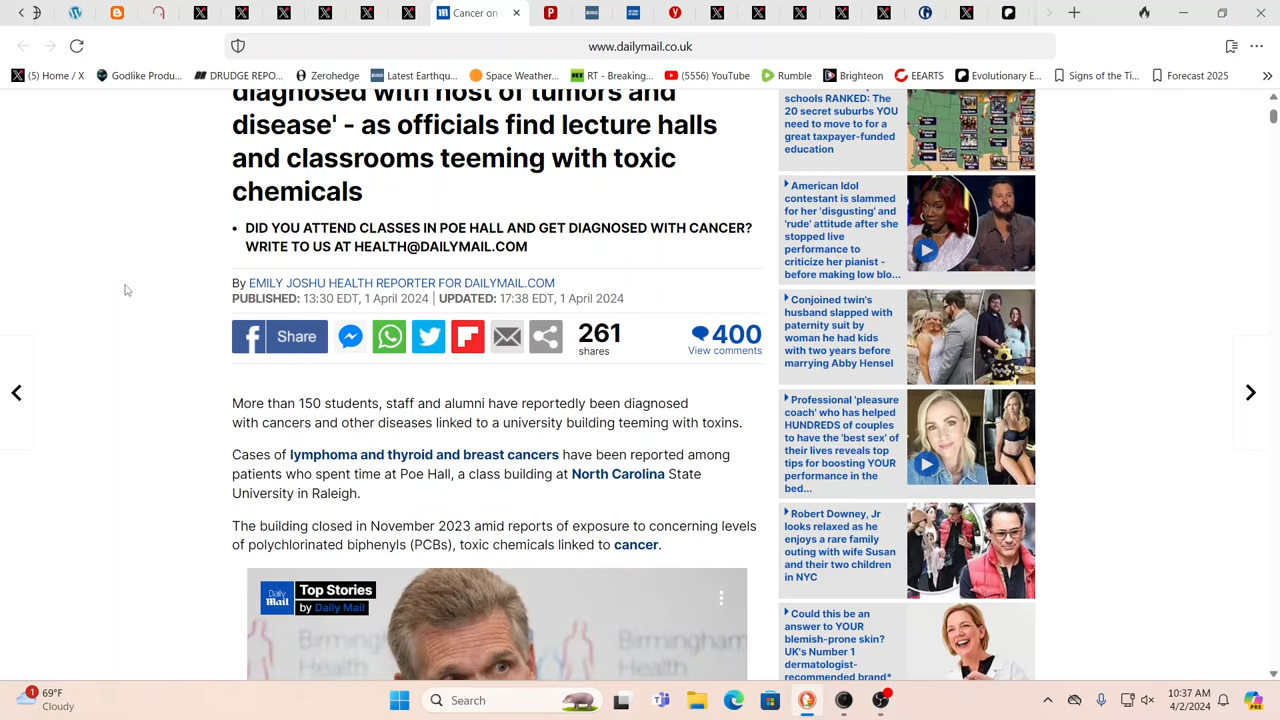 Cancer on
www.dailymail.co.uk
(5) Home / X
Godlike Produ...
DRUDGE REPO...
Zerohedge
Latest Earthqu...
Space Weather...
RT - Breaking...
(5556) YouTube
Rumble
Brighteon
EEARTS
Evolutionary E...
Signs of the Ti...
Forecast 2025
diagnosed with host of tumors and
disease' - as officials find lecture halls
and classrooms teeming with toxic
chemicals
• DID YOU ATTEND CLASSES IN POE HALL AND GET DIAGNOSED WITH CANCER?
WRITE TO US AT HEALTH@DAILYMAIL.COM
By EMILY JOSHU HEALTH REPORTER FOR DAILYMAIL.COM
PUBLISHED: 13:30 EDT, 1 April 2024 | UPDATED: 17:38 EDT, 1 April 2024
Share
261
shares
400
View comments
More than 150 students, staff and alumni have reportedly been diagnosed
with cancers and other diseases linked to a university building teeming with toxins.
Cases of lymphoma and thyroid and breast cancers have been reported among
patients who spent time at Poe Hall, a class building at North Carolina State
University in Raleigh.
The building closed in November 2023 amid reports of exposure to concerning levels
of polychlorinated biphenyls (PCBs), toxic chemicals linked to cancer.
Daily Mail
Top Stories
by Daily Mail
Birmingham
Health
Birmingham
Health
schools RANKED: The
20 secret suburbs YOU
need to move to for a
great taxpayer-funded
education
American Idol
contestant is slammed
for her 'disgusting' and
'rude' attitude after she
stopped live
performance to
criticize her pianist -
before making low blo...
Conjoined twin's
husband slapped with
paternity suit by
woman he had kids
with two years before
marrying Abby Hensel
Professional 'pleasure
coach' who has helped
HUNDREDS of couples
to have the 'best sex' of
their lives reveals top
tips for boosting YOUR
performance in the
bed...
Robert Downey, Jr
looks relaxed as he
enjoys a rare family
outing with wife Susan
and their two children
in NYC
Could this be an
answer to YOUR
blemish-prone skin?
UK's Number 1
dermatologist-
recommended brand*
1
69°F
Cloudy
Search
10:37 AM
4/2/2024
PRE